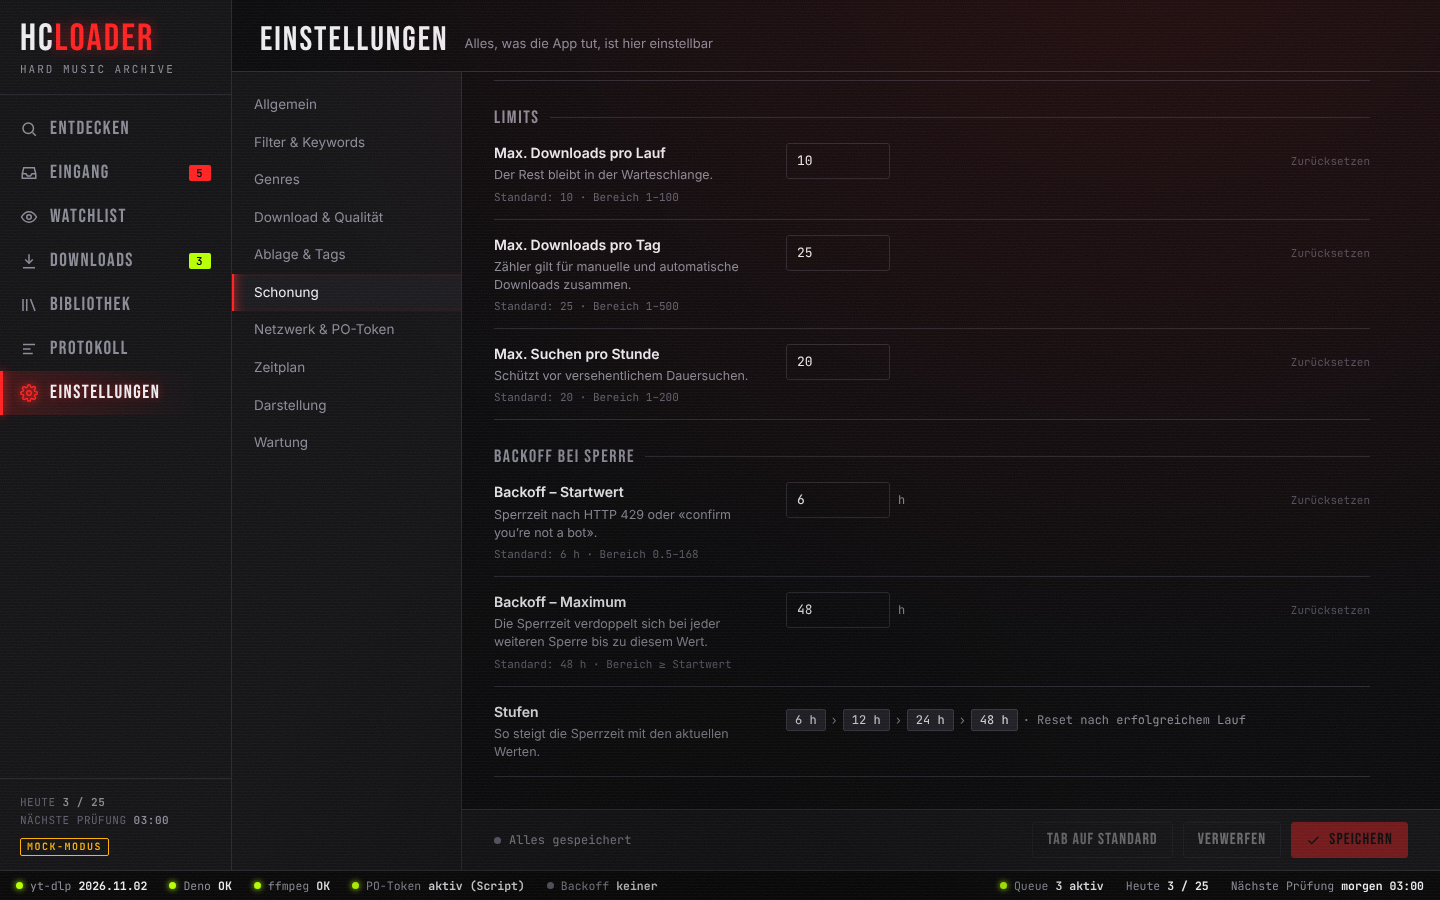 HCLOADER
HARD MUSIC ARCHIVE
ENTDECKEN
EINGANG 5
WATCHLIST
DOWNLOADS 3
BIBLIOTHEK
PROTOKOLL
EINSTELLUNGEN
HEUTE 3 / 25
NÄCHSTE PRÜFUNG 03:00
MOCK-MODUS
EINSTELLUNGEN Alles, was die App tut, ist hier einstellbar
Allgemein
Filter & Keywords
Genres
Download & Qualität
Ablage & Tags
Schonung
Netzwerk & PO-Token
Zeitplan
Darstellung
Wartung
LIMITS
Max. Downloads pro Lauf
Der Rest bleibt in der Warteschlange.
Standard: 10 · Bereich 1–100
10
Zurücksetzen
Max. Downloads pro Tag
Zähler gilt für manuelle und automatische
Downloads zusammen.
Standard: 25 · Bereich 1–500
25
Zurücksetzen
Max. Suchen pro Stunde
Schützt vor versehentlichem Dauersuchen.
Standard: 20 · Bereich 1–200
20
Zurücksetzen
BACKOFF BEI SPERRE
Backoff – Startwert
Sperrzeit nach HTTP 429 oder «confirm
you're not a bot».
Standard: 6 h · Bereich 0.5–168
6 h
Zurücksetzen
Backoff – Maximum
Die Sperrzeit verdoppelt sich bei jeder
weiteren Sperre bis zu diesem Wert.
Standard: 48 h · Bereich ≥ Startwert
48 h
Zurücksetzen
Stufen
So steigt die Sperrzeit mit den aktuellen
Werten.
6 h › 12 h › 24 h › 48 h · Reset nach erfolgreichem Lauf
Alles gespeichert
TAB AUF STANDARD
VERWERFEN
SPEICHERN
yt-dlp 2026.11.02 Deno OK ffmpeg OK PO-Token aktiv (Script) Backoff keiner Queue 3 aktiv Heute 3 / 25 Nächste Prüfung morgen 03:00